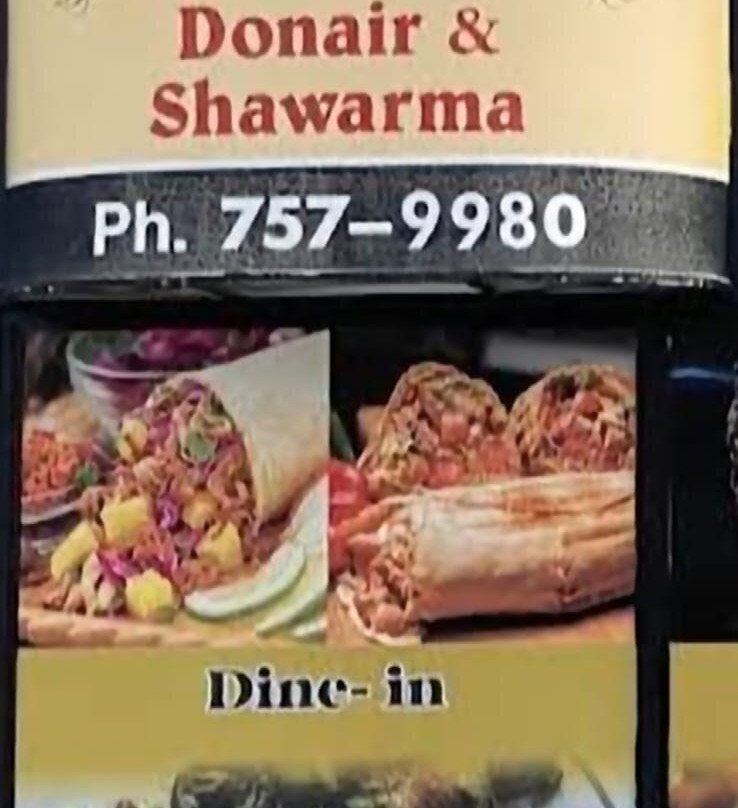 Donair &
Shawarma
Ph. 757-9980
Dine- in